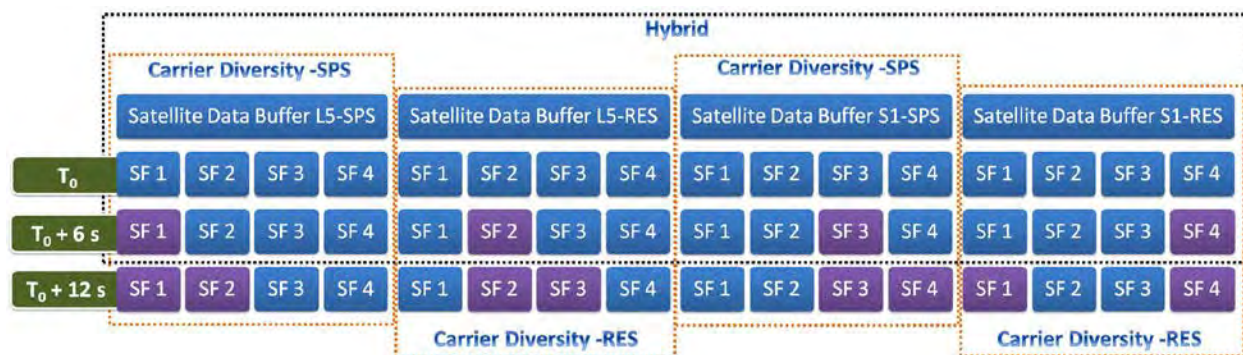 Hybrid
Carrier Diversity -SPS Carrier Diversity -SPS
Satellite Data Buffer L5-SPS Satellite Data Buffer L5-RES Satellite Data Buffer S1-SPS Satellite Data Buffer S1-RES
T₀ SF 1 SF 2 SF 3 SF 4 SF 1 SF 2 SF 3 SF 4 SF 1 SF 2 SF 3 SF 4 SF 1 SF 2 SF 3 SF 4
T₀ + 6 s SF 1 SF 2 SF 3 SF 4 SF 1 SF 2 SF 3 SF 4 SF 1 SF 2 SF 3 SF 4 SF 1 SF 2 SF 3 SF 4
T₀ + 12 s SF 1 SF 2 SF 3 SF 4 SF 1 SF 2 SF 3 SF 4 SF 1 SF 2 SF 3 SF 4 SF 1 SF 2 SF 3 SF 4
Carrier Diversity -RES Carrier Diversity -RES